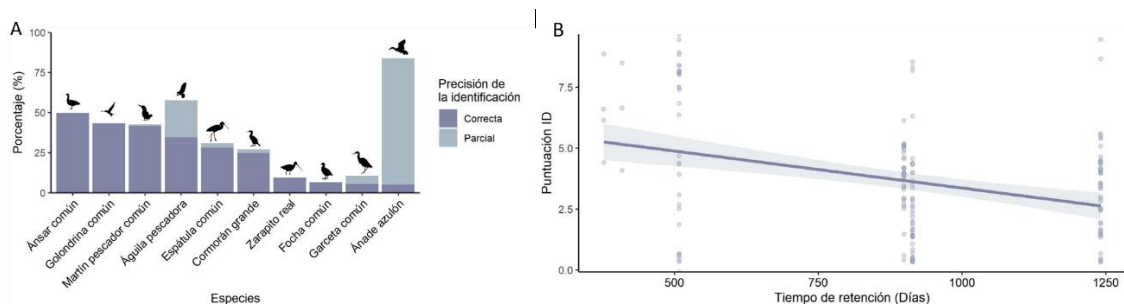 A
100
75
50
25
0
Porcentaje (%)
Ánsar común
Golondrina común
Martín pescador común
Águila pescadora
Espátula común
Cormorán grande
Zarapito real
Focha común
Garceta común
Ánade azulón
Especies
Precisión de
la identificación
Correcta
Parcial
B
7.5
5.0
2.5
0.0
Puntuación ID
500
750
1000
1250
Tiempo de retención (Días)